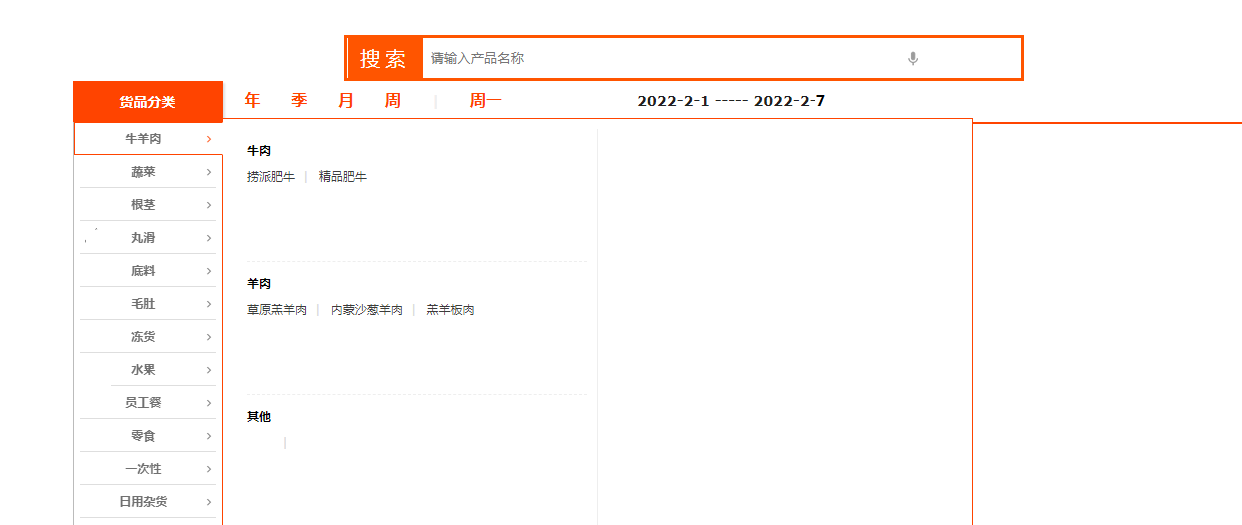 搜索 请输入产品名称
货品分类 年 季 月 周 | 周一 2022-2-1 ----- 2022-2-7
牛羊肉 >
蔬菜 >
根茎 >
丸滑 >
底料 >
毛肚 >
冻货 >
水果 >
员工餐 >
零食 >
一次性 >
日用杂货 >
牛肉
捞派肥牛 | 精品肥牛
羊肉
草原羔羊肉 | 内蒙沙葱羊肉 | 羔羊板肉
其他
|